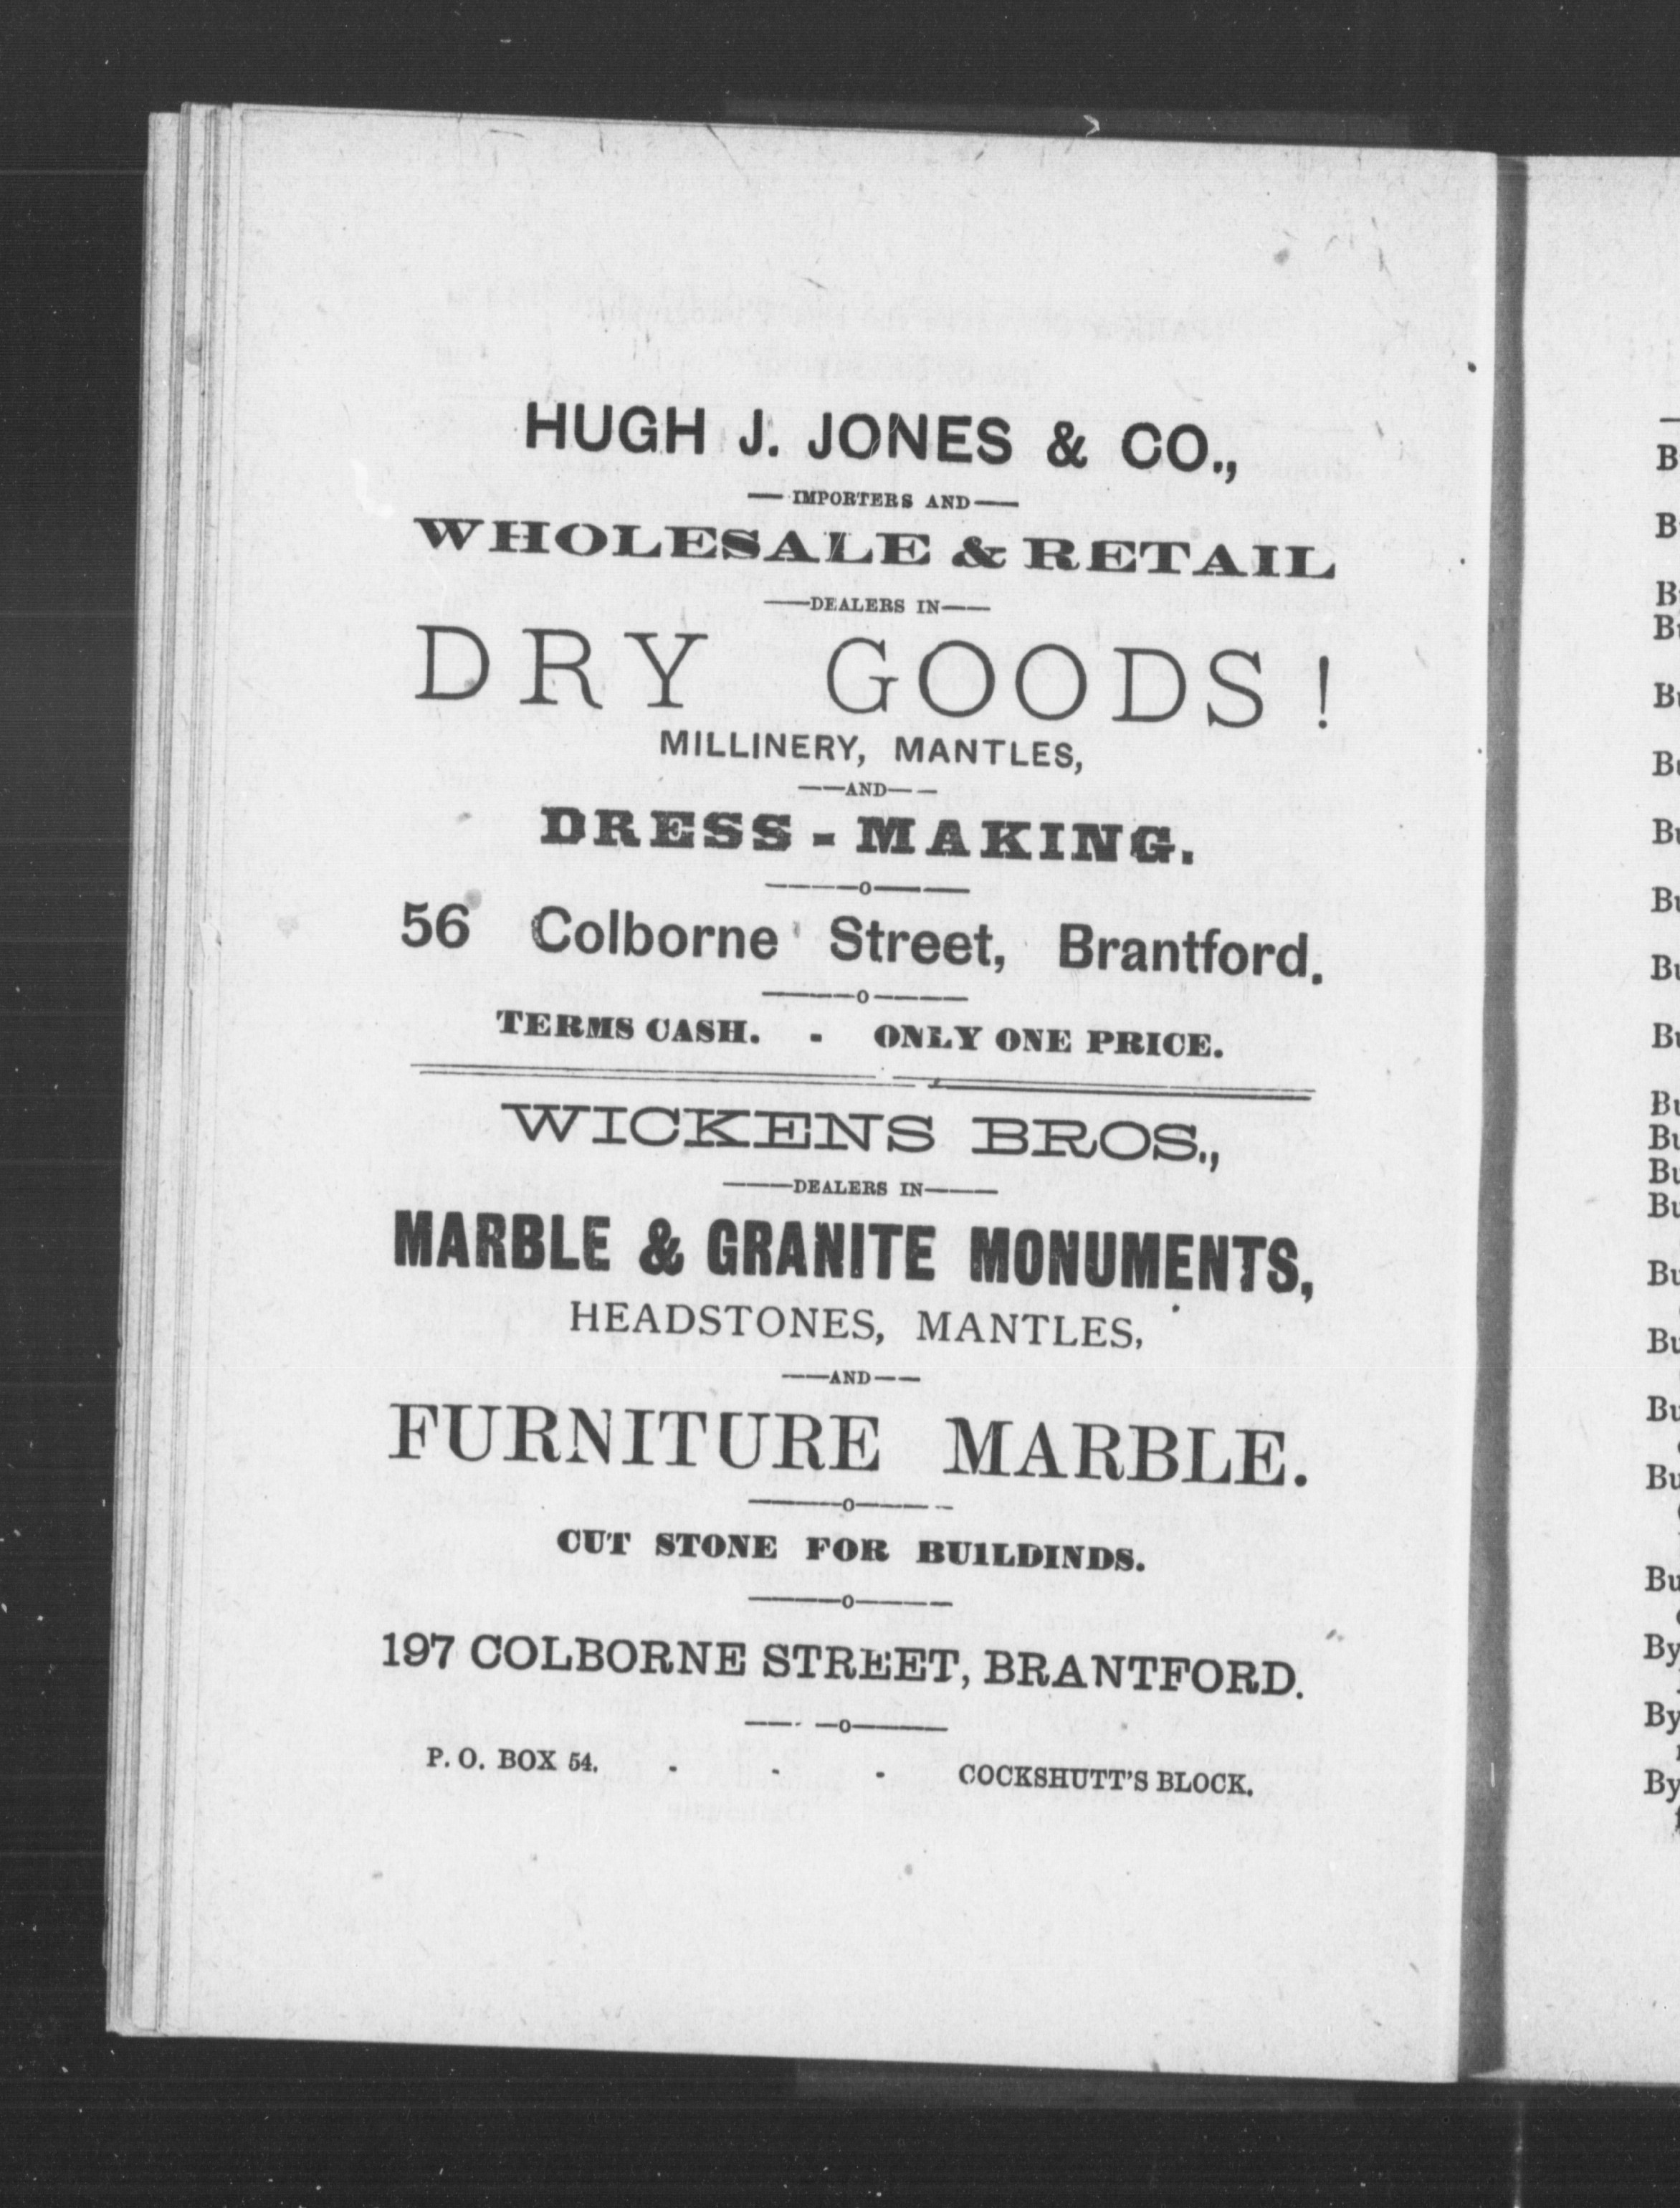 HUGH J. JONES & CO.,
— IMPORTERS AND —
WHOLESALE & RETAIL
——DEALERS IN——
DRY GOODS!
MILLINERY, MANTLES,
——AND——
DRESS-MAKING.
————o————
56 Colborne Street, Brantford.
————o————
TERMS CASH. - ONLY ONE PRICE.
WICKENS BROS.,
———DEALERS IN———
MARBLE & GRANITE MONUMENTS,
HEADSTONES, MANTLES,
——AND——
FURNITURE MARBLE.
————o————
CUT STONE FOR BU1LDINDS.
————o————
197 COLBORNE STREET, BRANTFORD.
————o————
P. O. BOX 54. - - - COCKSHUTT'S BLOCK.